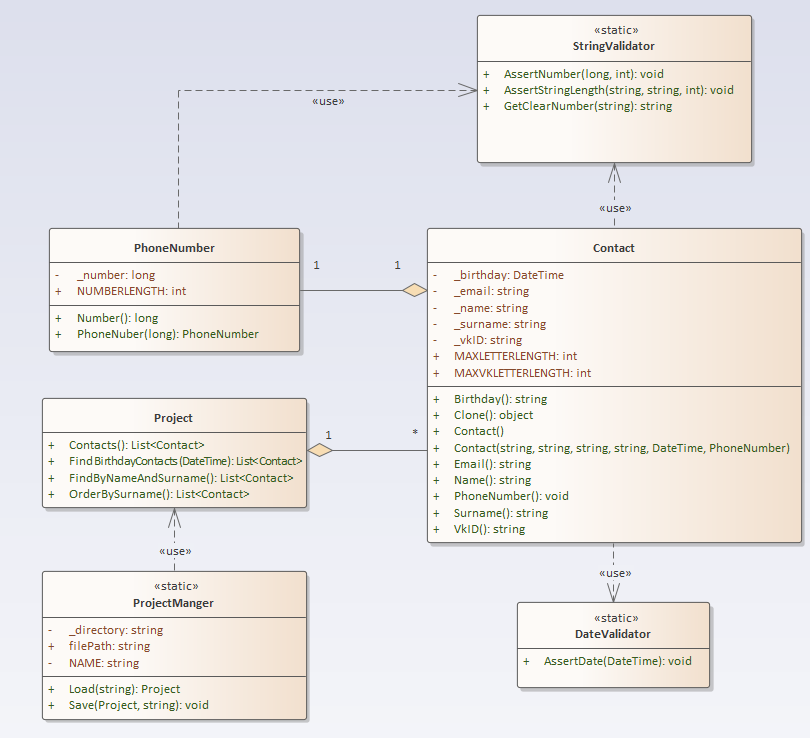 «static»
StringValidator
+ AssertNumber(long, int): void
+ AssertStringLength(string, string, int): void
+ GetClearNumber(string): string
«use»
«use»
PhoneNumber
- _number: long
+ NUMBERLENGTH: int
+ Number(): long
+ PhoneNuber(long): PhoneNumber
1
1
Contact
- _birthday: DateTime
- _email: string
- _name: string
- _surname: string
- _vkID: string
+ MAXLETTERLENGTH: int
+ MAXVKLETTERLENGTH: int
+ Birthday(): string
+ Clone(): object
+ Contact()
+ Contact(string, string, string, string, DateTime, PhoneNumber)
+ Email(): string
+ Name(): string
+ PhoneNumber(): void
+ Surname(): string
+ VkID(): string
Project
+ Contacts(): List<Contact>
+ FindBirthdayContacts(DateTime): List<Contact>
+ FindByNameAndSurname(): List<Contact>
+ OrderBySurname(): List<Contact>
1
*
«use»
«static»
ProjectManger
- _directory: string
+ filePath: string
- NAME: string
+ Load(string): Project
+ Save(Project, string): void
«use»
«static»
DateValidator
+ AssertDate(DateTime): void